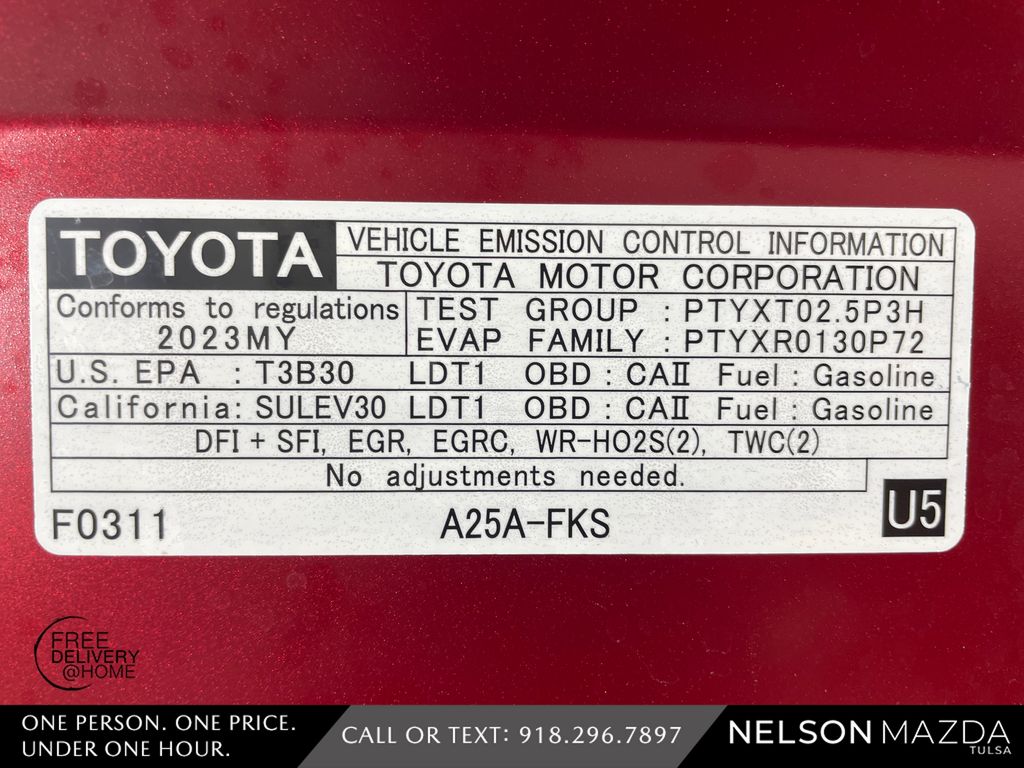 TOYOTA
VEHICLE EMISSION CONTROL INFORMATION
TOYOTA MOTOR CORPORATION
Conforms to regulations
2023MY
TEST GROUP : PTYXT02.5P3H
EVAP FAMILY : PTYXR0130P72
U.S. EPA : T3B30 LDT1 OBD : CAII Fuel : Gasoline
California: SULEV30 LDT1 OBD : CAII Fuel : Gasoline
DFI + SFI, EGR, EGRC, WR-HO2S(2), TWC(2)
No adjustments needed.
F0311 A25A-FKS U5
FREE
DELIVERY
@HOME
ONE PERSON. ONE PRICE.
UNDER ONE HOUR.
CALL OR TEXT: 918.296.7897
NELSON MAZDA
TULSA